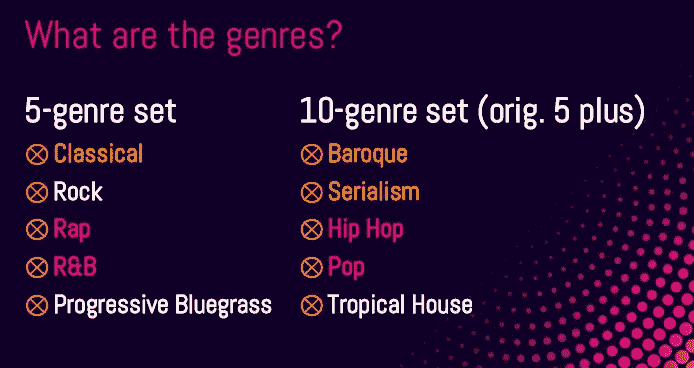 What are the genres?
5-genre set
Classical
Rock
Rap
R&B
Progressive Bluegrass
10-genre set (orig. 5 plus)
Baroque
Serialism
Hip Hop
Pop
Tropical House